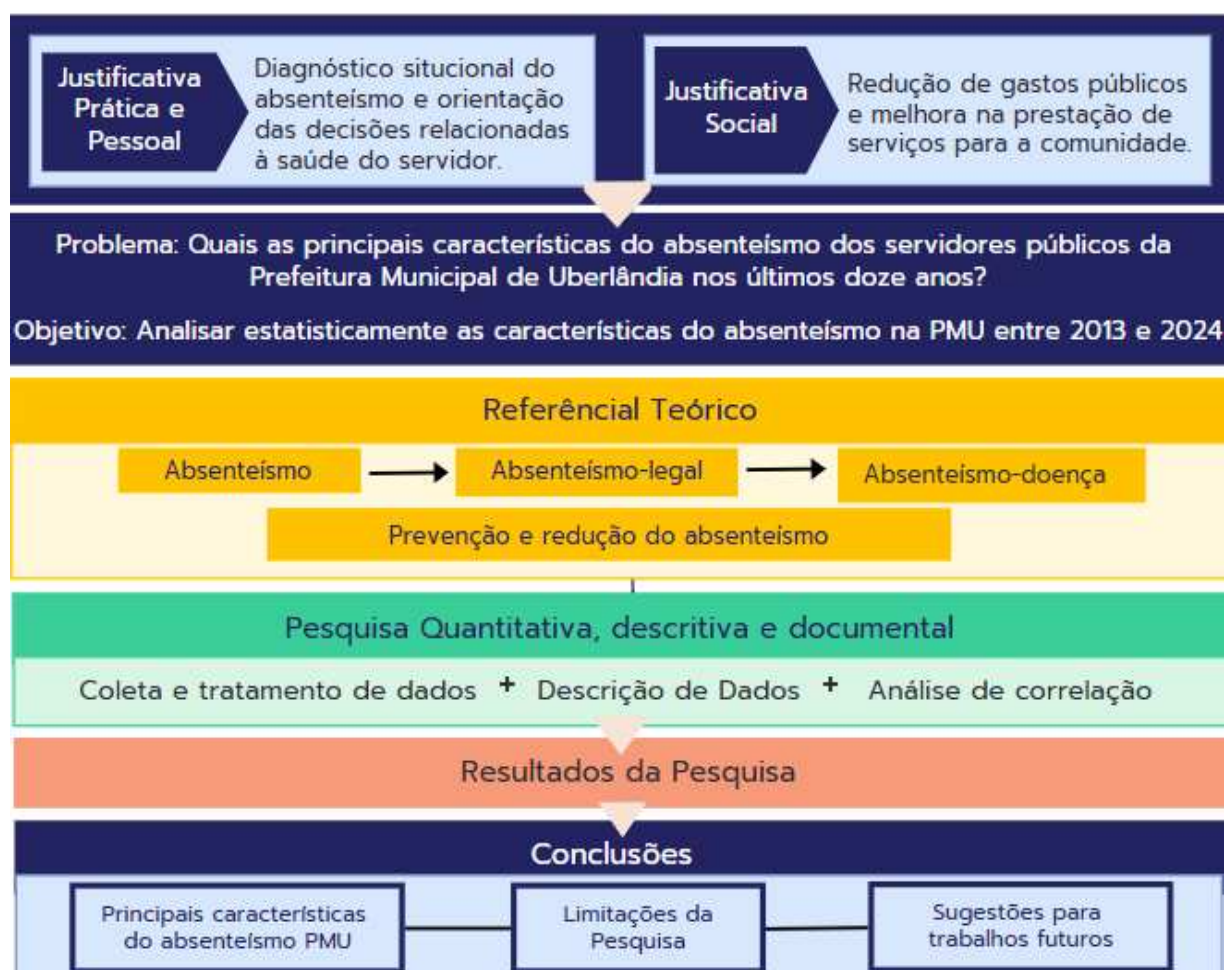 Justificativa
Prática e
Pessoal
Diagnóstico situcional do
absenteísmo e orientação
das decisões relacionadas
à saúde do servidor.
Justificativa
Social
Redução de gastos públicos
e melhora na prestação de
serviços para a comunidade.
Problema: Quais as principais características do absenteísmo dos servidores públicos da
Prefeitura Municipal de Uberlândia nos últimos doze anos?
Objetivo: Analisar estatisticamente as características do absenteísmo na PMU entre 2013 e 2024
Referêncial Teórico
Absenteísmo
Absenteísmo-legal
Absenteísmo-doença
Prevenção e redução do absenteísmo
Pesquisa Quantitativa, descritiva e documental
Coleta e tratamento de dados + Descrição de Dados + Análise de correlação
Resultados da Pesquisa
Conclusões
Principais características
do absenteísmo PMU
Limitações da
Pesquisa
Sugestões para
trabalhos futuros